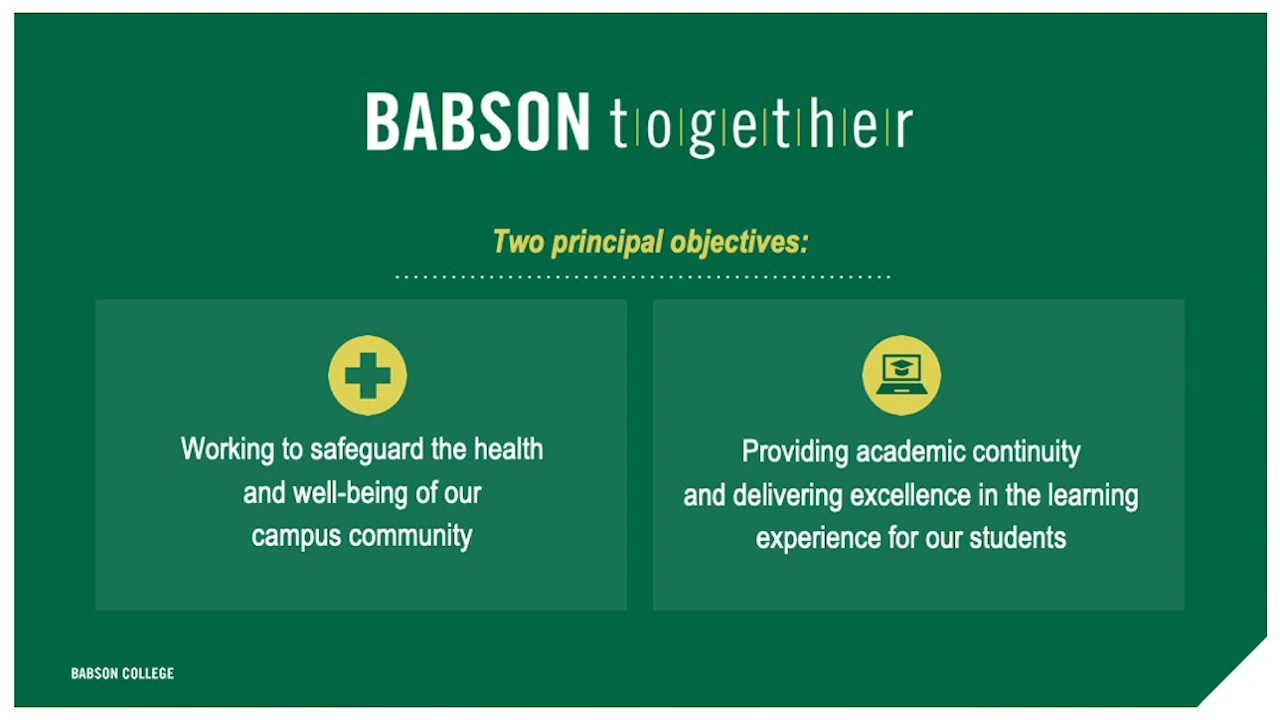 BABSON together
Two principal objectives:
Working to safeguard the health
and well-being of our
campus community
Providing academic continuity
and delivering excellence in the learning
experience for our students
BABSON COLLEGE